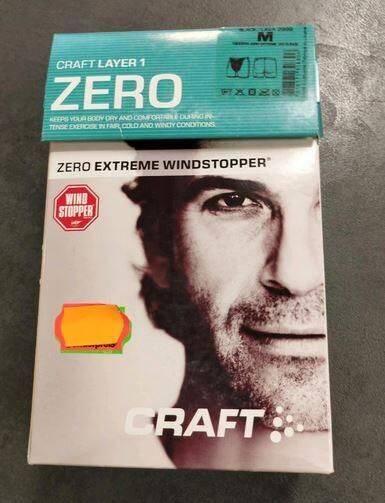 M
CRAFT LAYER 1
ZERO
KEEPS YOUR BODY DRY AND COMFORTABLE DURING IN-
TENSE EXERCISE IN FAIR, COLD AND WINDY CONDITIONS.
ZERO EXTREME WINDSTOPPER®
WIND
STOPPER
CRAFT